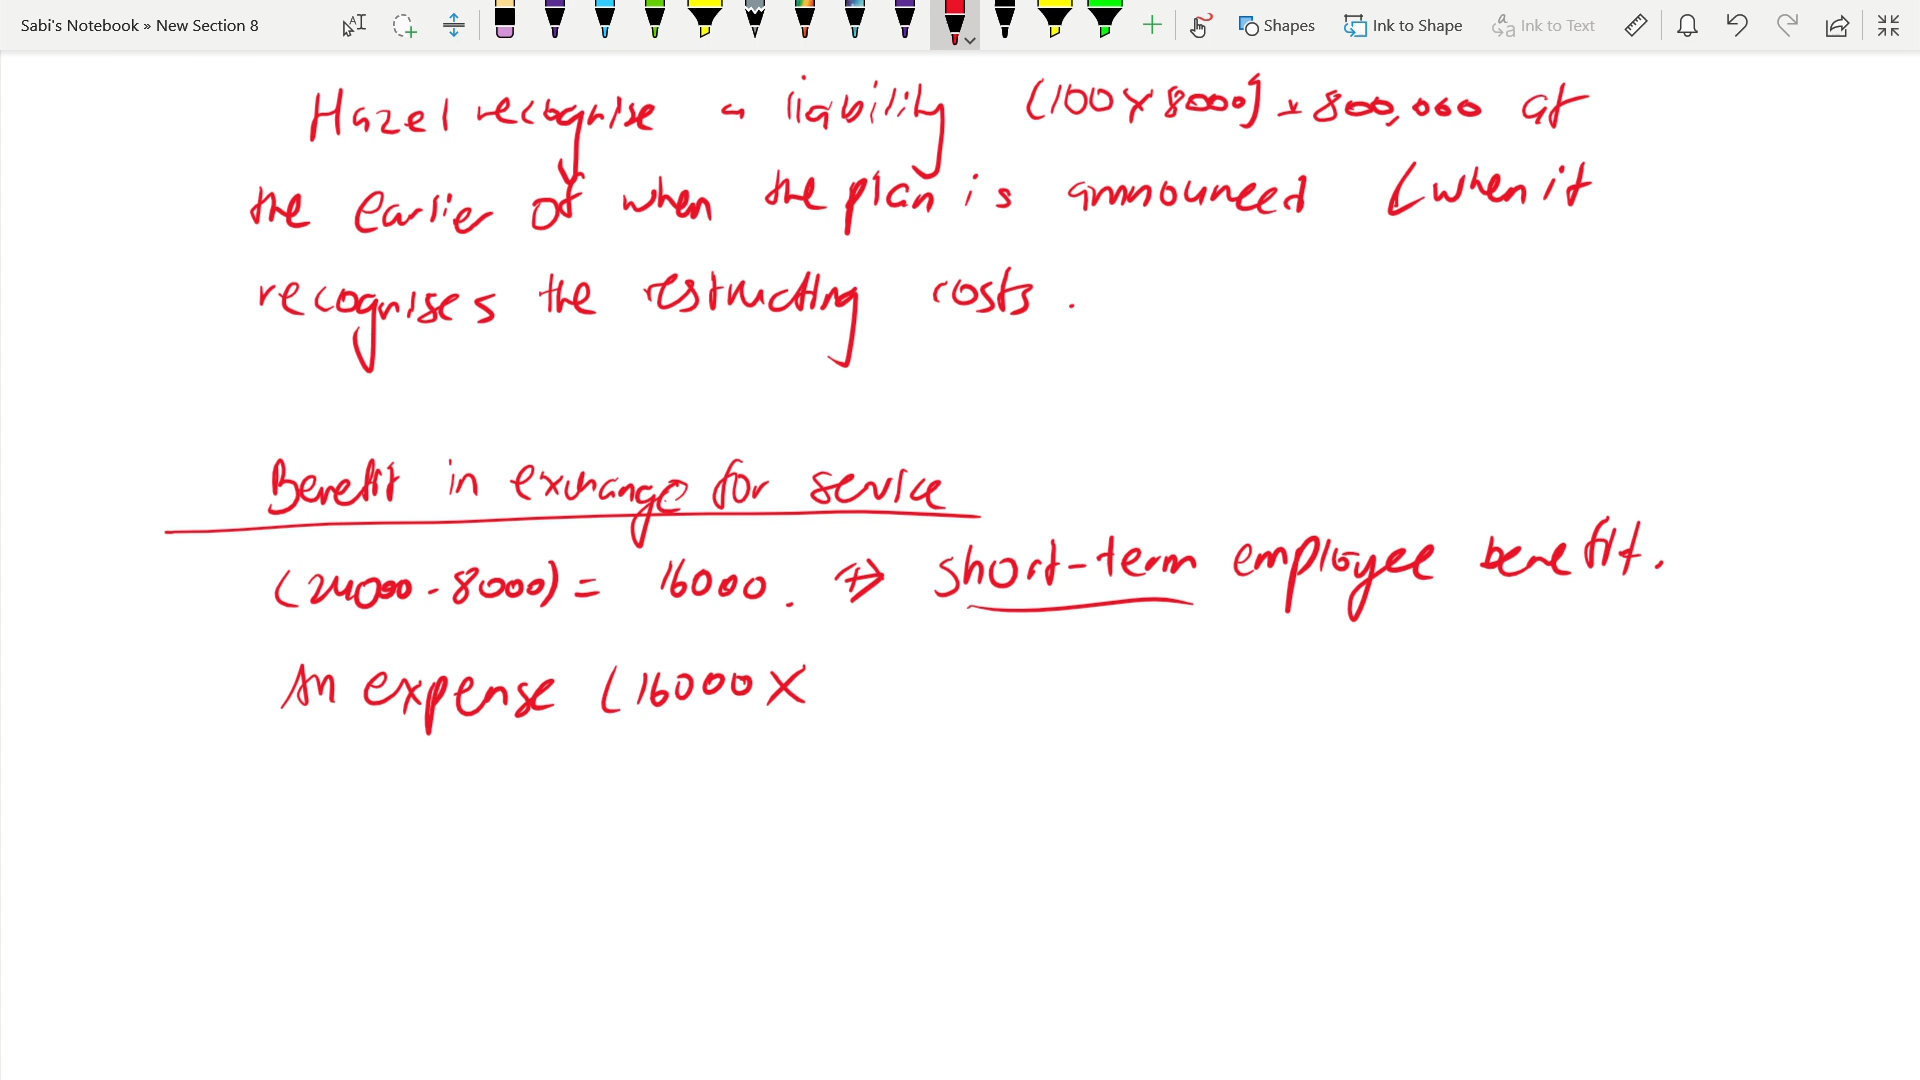 Sabi's Notebook » New Section 8
Shapes
Ink to Shape
Ink to Text
Hazel recognise a liability (100 X 8000] = 800,000 at
the earlier of when the plan is announced (when it
recognises the restructing costs.
Benefit in exchange for service
(24000 - 8000) = 16000. => short-term employee benefit.
An expense (16000 X